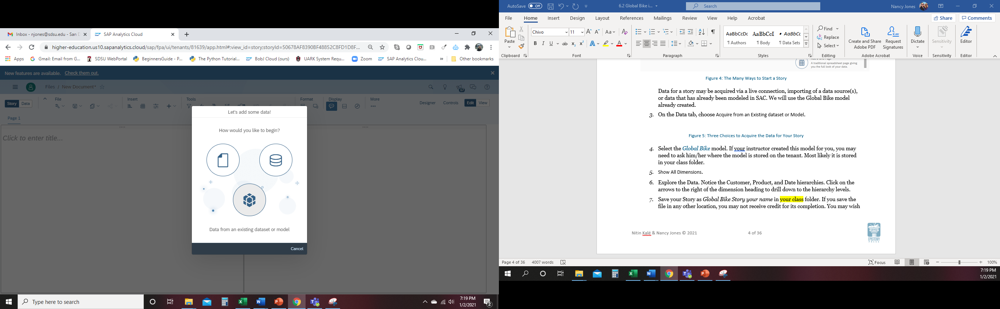 Inbox - njones@sdsu.edu - San D
SAP Analytics Cloud
higher-education.us10.sapanalytics.cloud/sap/fpa/ui/tenants/81639/app.html#;view_id=story;storyId=50678AF8390BF48852C8FD1D8F...
Apps
Gmail: Email from G...
SDSU WebPortal
BeginnersGuide - P...
The Python Tutorial...
BobJ Cloud (ours)
UARK System Requ...
Zoom
SAP Analytics Clou...
Other bookmarks
New features are available. Check them out.
Files / New Document*
17
Story Data
File
Insert
Tools
Format
Display
More
Designer
Controls
Edit View
Page 1
Click to enter title...
Let's add some data!
How would you like to begin?
Data from an existing dataset or model
Cancel
Type here to search
7:19 PM
1/2/2021
2
AutoSave Off
6.2 Global Bike i...
Search
Nancy Jones
File Home Insert Design Layout References Mailings Review View Help Acrobat
Share
Comments
Paste
Clipboard
Chivo
11
Font
Paragraph
AaBbCcDc
¶ Authors
AaBbCcI
¶ Body
• AaBbCc
¶ Data Sets
Styles
Find
Replace
Select
Editing
Create and Share
Adobe PDF
Request
Signatures
Adobe Acrobat
Dictate
Voice
Sensitivity
Sensitivity
Editor
Editor
A traditional spreadsheet page giving
you the full look of your data.
Figure 4: The Many Ways to Start a Story
Data for a story may be acquired via a live connection, importing of a data source(s),
or data that has already been modeled in SAC. We will use the Global Bike model
already created.
3. On the Data tab, choose Acquire from an Existing dataset or Model.
Figure 5: Three Choices to Acquire the Data for Your Story
4. Select the Global Bike model. If your instructor created this model for you, you may
need to ask him/her where the model is stored on the tenant. Most likely it is stored
in your class folder.
5. Show All Dimensions.
6. Explore the Data. Notice the Customer, Product, and Date hierarchies. Click on the
arrows to the right of the dimension heading to drill down to the hierarchy levels.
7. Save your Story as Global Bike Story your name in your class folder. If you save the
file in any other location, you may not receive credit for its completion. You may wish
Nitin Kalé & Nancy Jones © 2021
4 of 36
EPISTEMY
PRESS
Page 4 of 36
4007 words
Focus
100%
7:19 PM
1/2/2021